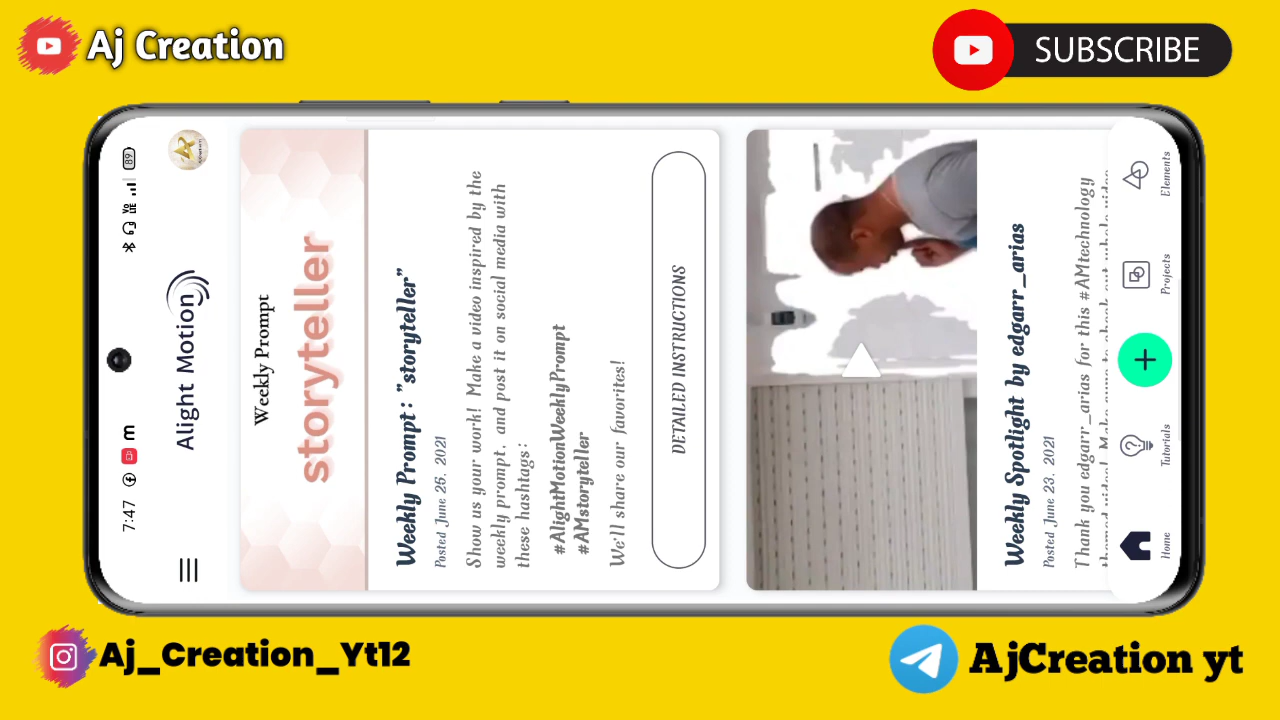 Aj Creation
SUBSCRIBE
7:47
m
VoLTE
89
Alight Motion
Weekly Prompt
storyteller
Weekly Prompt: "storyteller"
Posted June 26, 2021
Show us your work! Make a video inspired by the
weekly prompt, and post it on social media with
these hashtags:
#AlightMotionWeeklyPrompt
#AMstoryteller
We'll share our favorites!
DETAILED INSTRUCTIONS
Weekly Spotlight by edgarr_arias
Posted June 23, 2021
Thank you edgarr_arias for this #AMtechnology
Home
Tutorials
+
Projects
Elements
Aj_Creation_Yt12
AjCreation yt